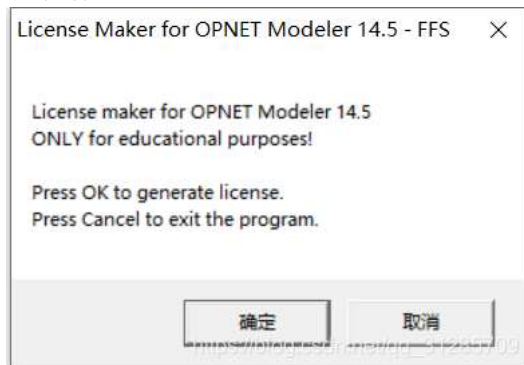 License Maker for OPNET Modeler 14.5 - FFS
License maker for OPNET Modeler 14.5
ONLY for educational purposes!
Press OK to generate license.
Press Cancel to exit the program.
确定
取消